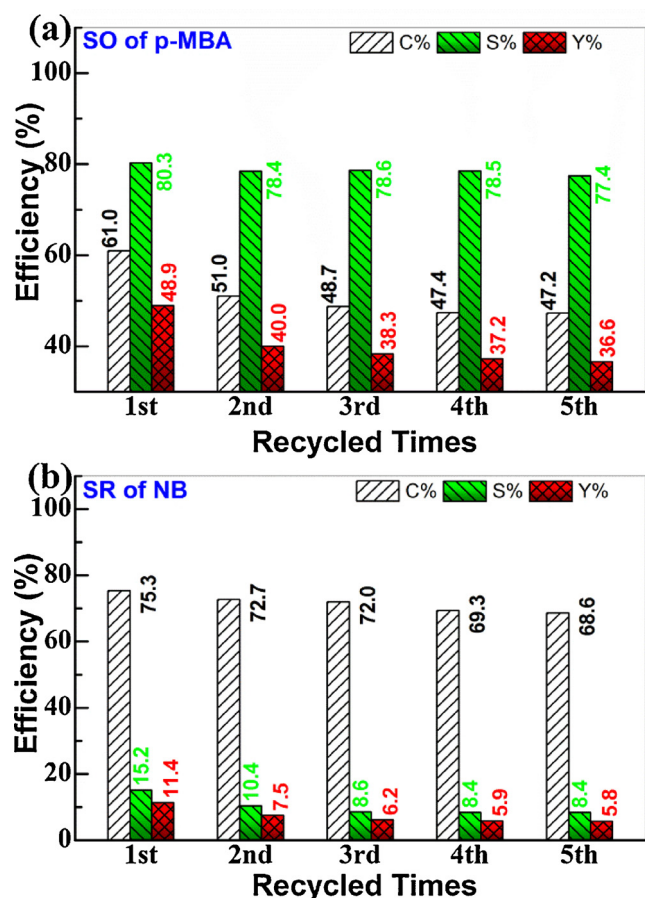 (a)
SO of p-MBA
C% S% Y%
Efficiency (%)
100
80
60
40
61.0 80.3 48.9
51.0 78.4 40.0
48.7 78.6 38.3
47.4 78.5 37.2
47.2 77.4 36.6
1st 2nd 3rd 4th 5th
Recycled Times
(b)
SR of NB
C% S% Y%
Efficiency (%)
100
80
60
40
20
0
75.3 15.2 11.4
72.7 10.4 7.5
72.0 8.6 6.2
69.3 8.4 5.9
68.6 8.4 5.8
1st 2nd 3rd 4th 5th
Recycled Times